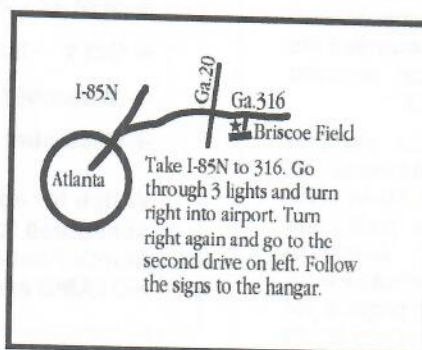 I-85N
Ga.20
Ga.316
Briscoe Field
Atlanta
Take I-85N to 316. Go
through 3 lights and turn
right into airport. Turn
right again and go to the
second drive on left. Follow
the signs to the hangar.